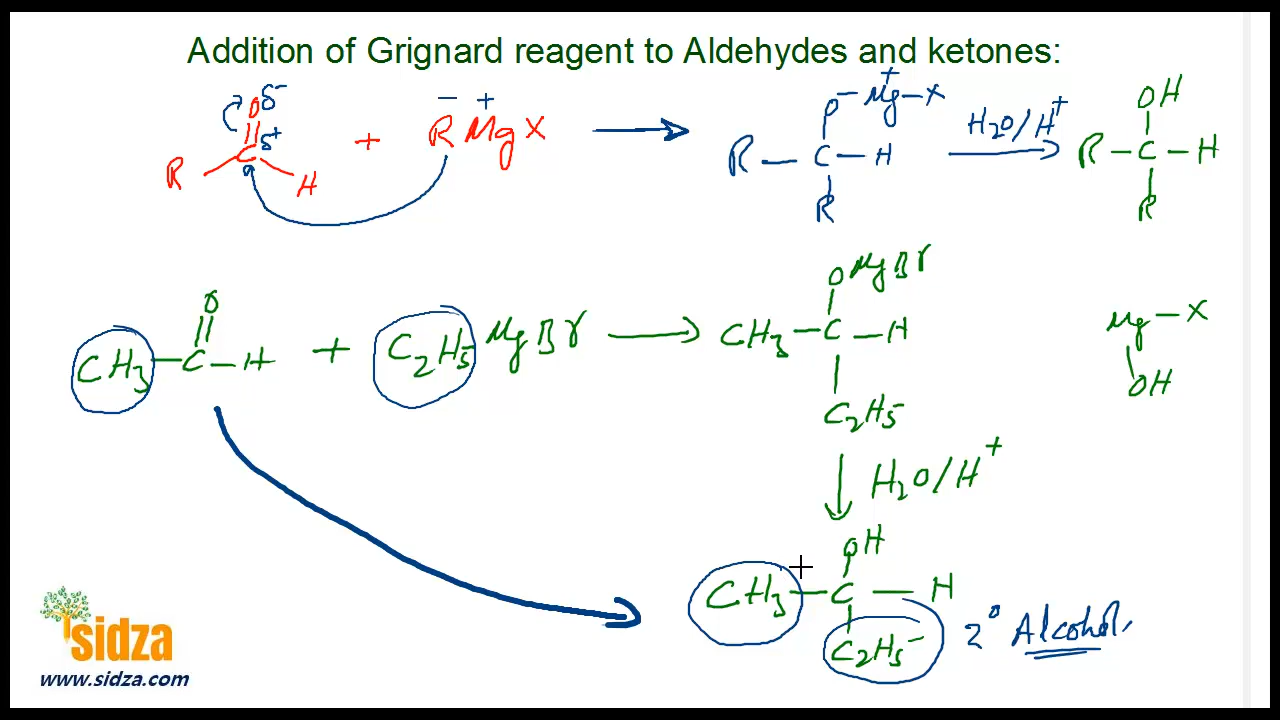 Addition of Grignard reagent to Aldehydes and ketones:
O δ- δ+ C R H + R- Mg+ X → O- Mg+ - X R - C - H R H2O/H+ → OH R - C - H R
CH3 - C - H O + C2H5 MgBr → OMgBr CH3 - C - H C2H5
Mg - X OH
↓ H2O/H+
OH CH3 - C - H C2H5-
2° Alcohol.
sidza
www.sidza.com